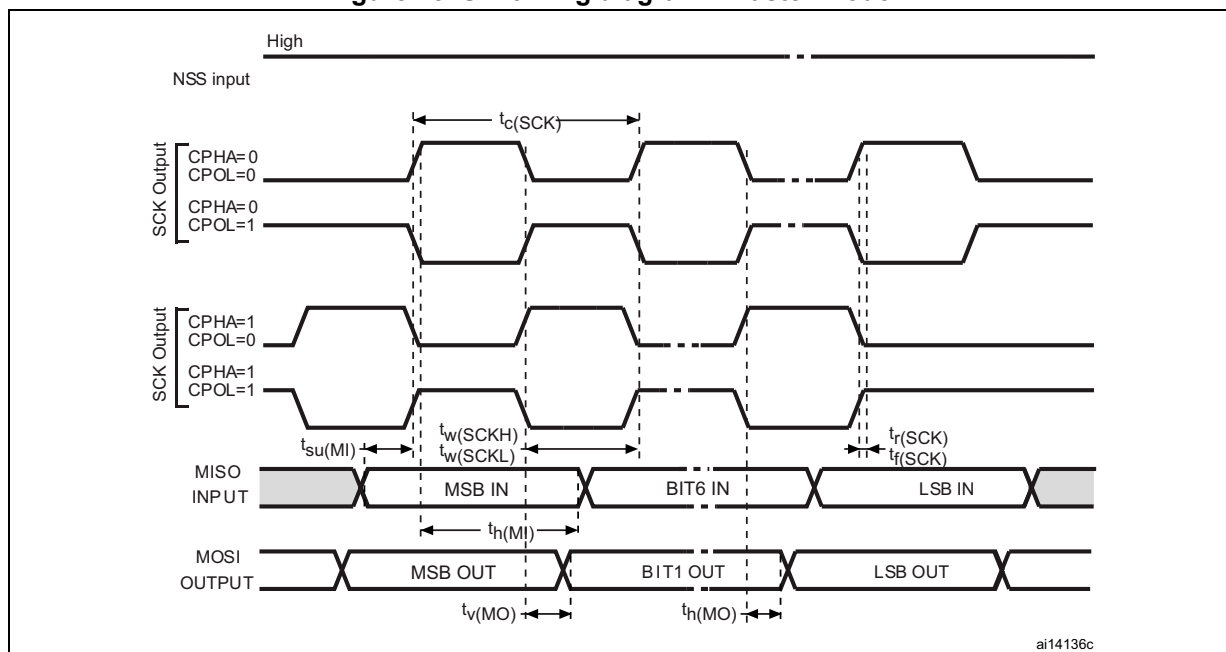 High
NSS input
tc(SCK)
SCK Output
CPHA=0
CPOL=0
CPHA=0
CPOL=1
SCK Output
CPHA=1
CPOL=0
CPHA=1
CPOL=1
tsu(MI)
tw(SCKH)
tw(SCKL)
tr(SCK)
tf(SCK)
MISO
INPUT
MSB IN
BIT6 IN
LSB IN
th(MI)
MOSI
OUTPUT
MSB OUT
BIT1 OUT
LSB OUT
tv(MO)
th(MO)
ai14136c